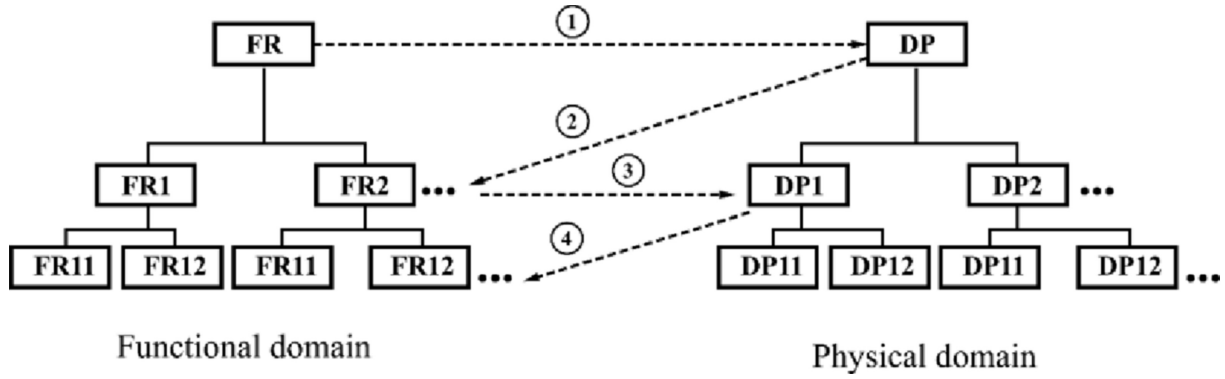 1
FR DP
2
FR1 FR2 ... 3 DP1 DP2 ...
4
FR11 FR12 FR11 FR12 ... DP11 DP12 DP11 DP12 ...
Functional domain Physical domain